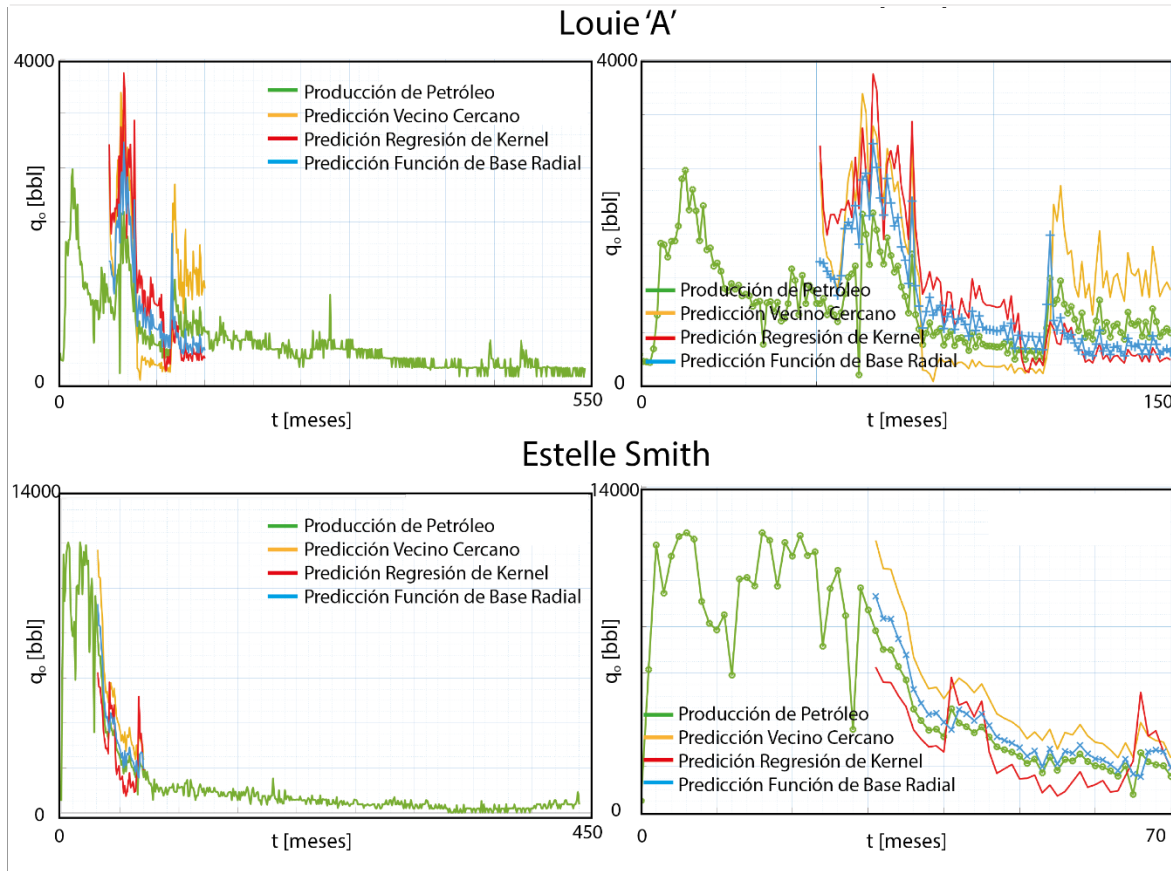 Louie 'A'
4000
Producción de Petróleo
Predicción Vecino Cercano
Predición Regresión de Kernel
Predicción Función de Base Radial
qₒ [bbl]
0
0
550
t [meses]
4000
qₒ [bbl]
Producción de Petróleo
Predicción Vecino Cercano
Predición Regresión de Kernel
Predicción Función de Base Radial
0
0
150
t [meses]
Estelle Smith
14000
Producción de Petróleo
Predicción Vecino Cercano
Predición Regresión de Kernel
Predicción Función de Base Radial
qₒ [bbl]
0
0
450
t [meses]
14000
qₒ [bbl]
Producción de Petróleo
Predicción Vecino Cercano
Predición Regresión de Kernel
Predicción Función de Base Radial
0
0
70
t [meses]